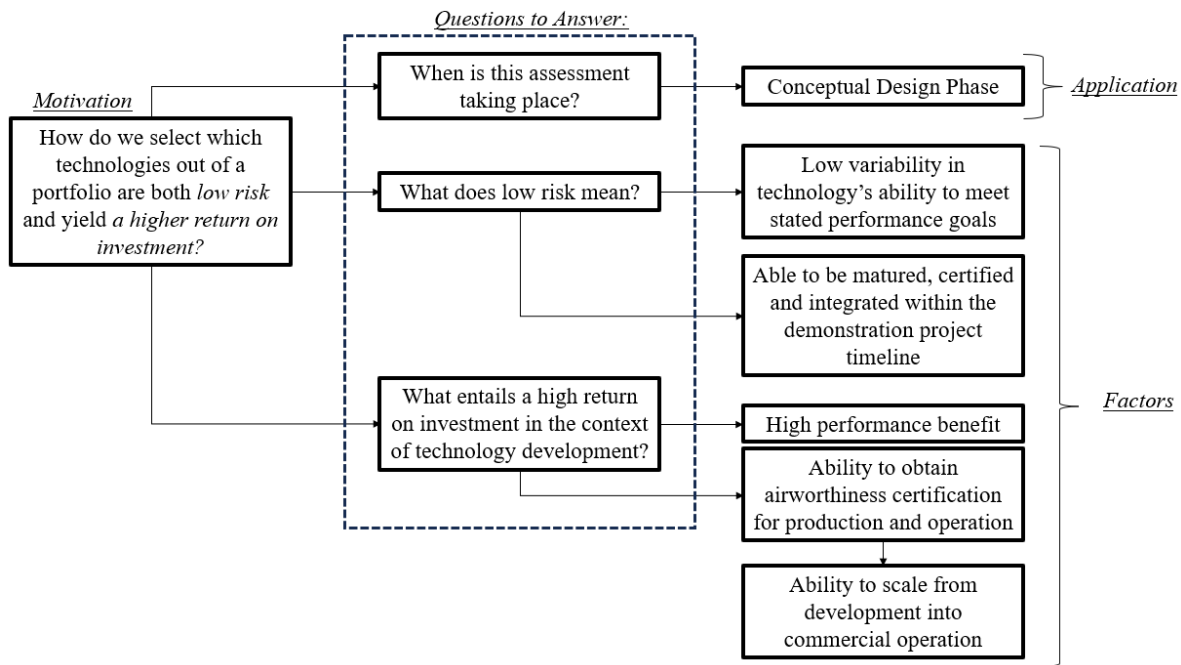 Questions to Answer:
Motivation
How do we select which
technologies out of a
portfolio are both low risk
and yield a higher return on
investment?
When is this assessment
taking place?
Conceptual Design Phase
Application
What does low risk mean?
Low variability in
technology’s ability to meet
stated performance goals
Able to be matured, certified
and integrated within the
demonstration project
timeline
What entails a high return
on investment in the context
of technology development?
High performance benefit
Ability to obtain
airworthiness certification
for production and operation
Ability to scale from
development into
commercial operation
Factors